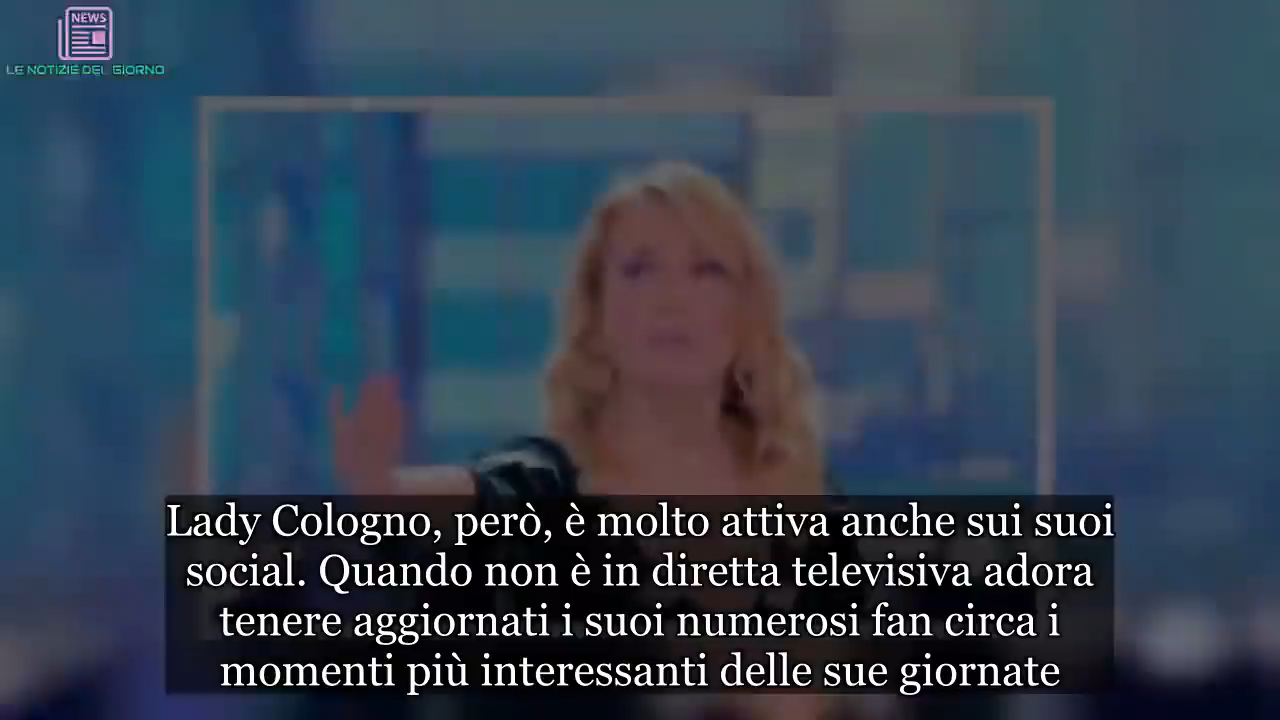 NEWS
LE NOTIZIE DEL GIORNO
Lady Cologno, però, è molto attiva anche sui suoi
social. Quando non è in diretta televisiva adora
tenere aggiornati i suoi numerosi fan circa i
momenti più interessanti delle sue giornate